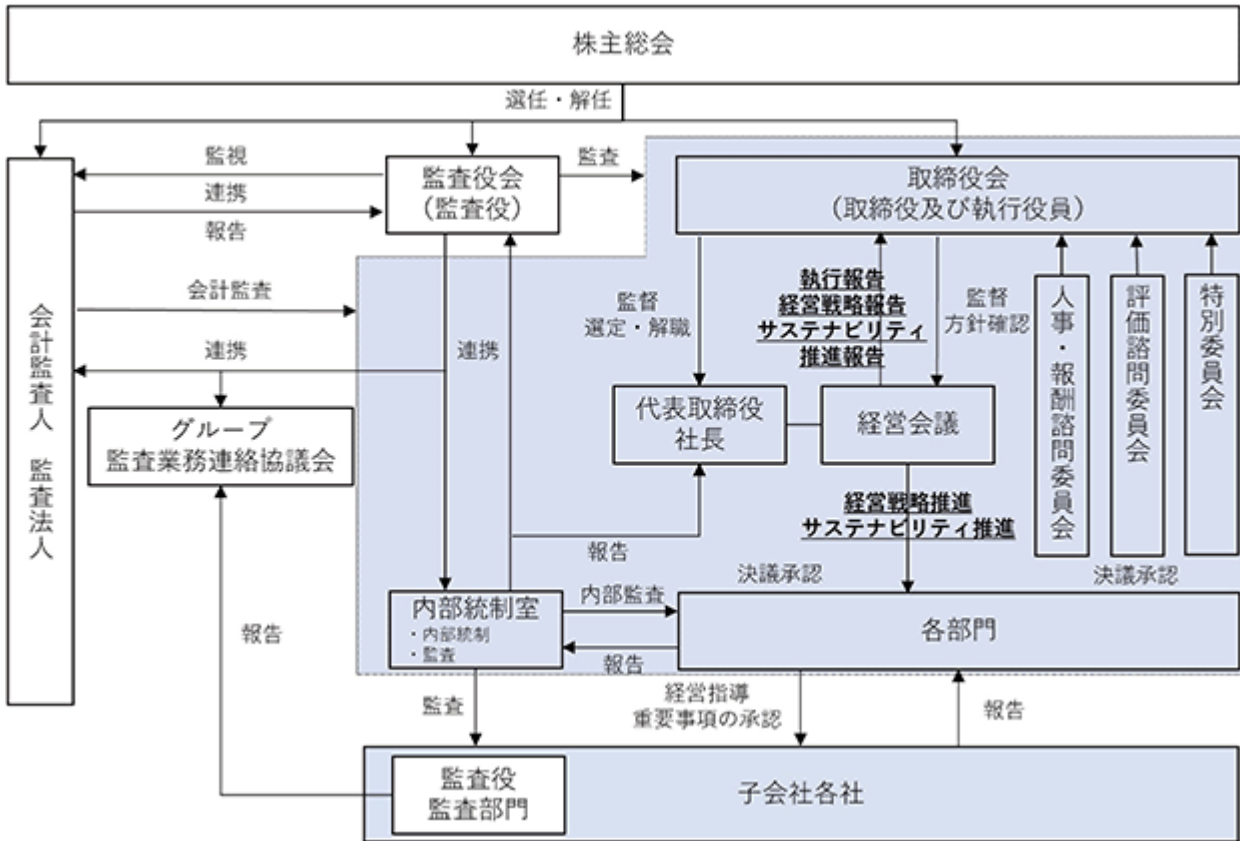 株主総会
選任・解任
監視
連携
報告
監査役会
（監査役）
監査
取締役会
（取締役及び執行役員）
会計監査人　監査法人
会計監査
連携
連携
グループ
監査業務連絡協議会
監督
選定・解職
執行報告
経営戦略報告
サステナビリティ
推進報告
監督
方針確認
人事・報酬諮問委員会
評価諮問委員会
特別委員会
代表取締役
社長
経営会議
経営戦略推進
サステナビリティ推進
報告
決議承認
決議承認
内部統制室
・内部統制
・監査
内部監査
報告
各部門
報告
監査
経営指導
重要事項の承認
報告
監査役
監査部門
子会社各社